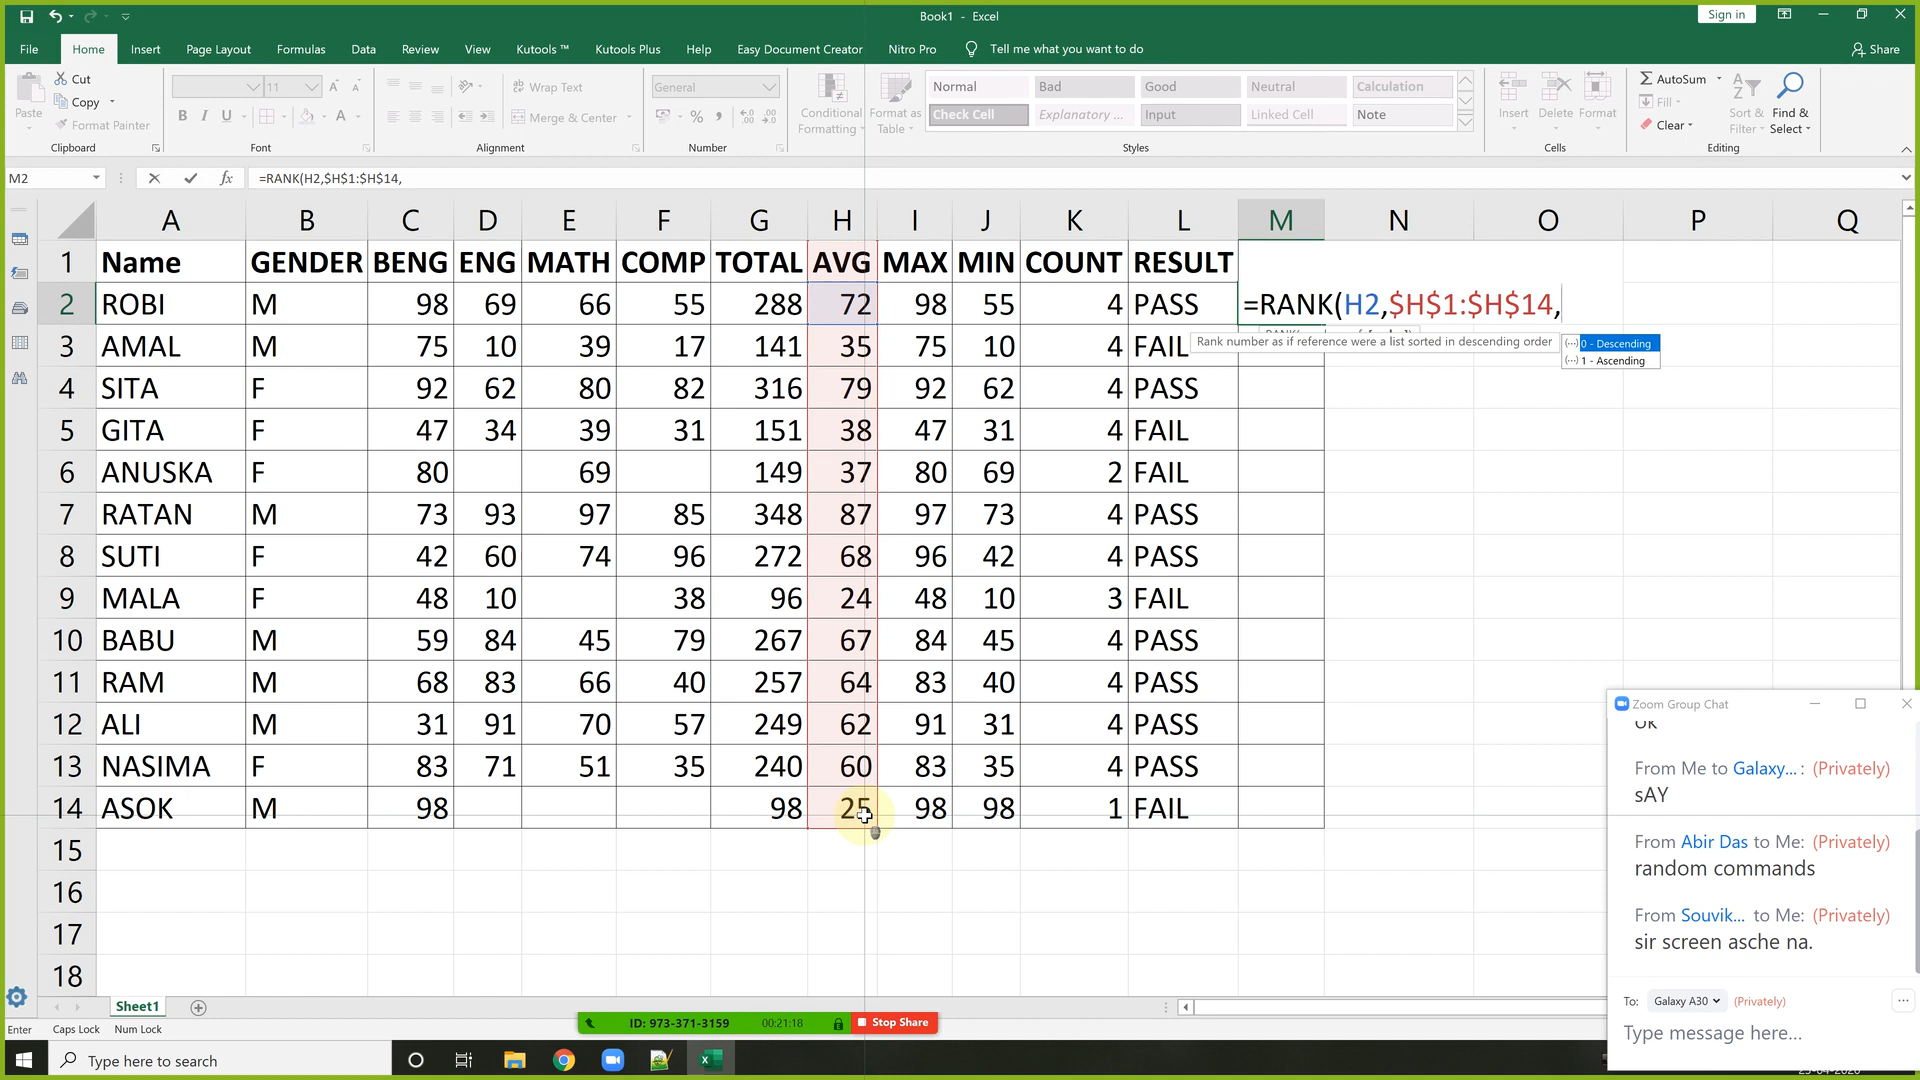 Book1 - Excel
Sign in
File Home Insert Page Layout Formulas Data Review View Kutools ™ Kutools Plus Help Easy Document Creator Nitro Pro Tell me what you want to do Share
Cut
Copy
Format Painter
Paste
Clipboard
11
B I U
Font
Wrap Text
Merge & Center
Alignment
General
Number
Conditional Formatting
Format as Table
Normal Bad Good Neutral Calculation
Check Cell Explanatory ... Input Linked Cell Note
Styles
Insert Delete Format
Cells
AutoSum
Fill
Clear
Sort & Filter
Find & Select
Editing
M2 fx =RANK(H2,$H$1:$H$14,
A B C D E F G H I J K L M N O P Q
1 Name GENDER BENG ENG MATH COMP TOTAL AVG MAX MIN COUNT RESULT
2 ROBI M 98 69 66 55 288 72 98 55 4 PASS =RANK(H2,$H$1:$H$14,
Rank number as if reference were a list sorted in descending order
0 - Descending
1 - Ascending
3 AMAL M 75 10 39 17 141 35 75 10 4 FAIL
4 SITA F 92 62 80 82 316 79 92 62 4 PASS
5 GITA F 47 34 39 31 151 38 47 31 4 FAIL
6 ANUSKA F 80 69 149 37 80 69 2 FAIL
7 RATAN M 73 93 97 85 348 87 97 73 4 PASS
8 SUTI F 42 60 74 96 272 68 96 42 4 PASS
9 MALA F 48 10 38 96 24 48 10 3 FAIL
10 BABU M 59 84 45 79 267 67 84 45 4 PASS
11 RAM M 68 83 66 40 257 64 83 40 4 PASS
12 ALI M 31 91 70 57 249 62 91 31 4 PASS
13 NASIMA F 83 71 51 35 240 60 83 35 4 PASS
14 ASOK M 98 98 25 98 98 1 FAIL
15
16
17
18
Zoom Group Chat
From Me to Galaxy... : (Privately)
sAY
From Abir Das to Me: (Privately)
random commands
From Souvik... to Me: (Privately)
sir screen asche na.
To: Galaxy A30 (Privately)
Type message here...
Sheet1
Enter Caps Lock Num Lock
ID: 973-371-3159 00:21:18 Stop Share
Type here to search